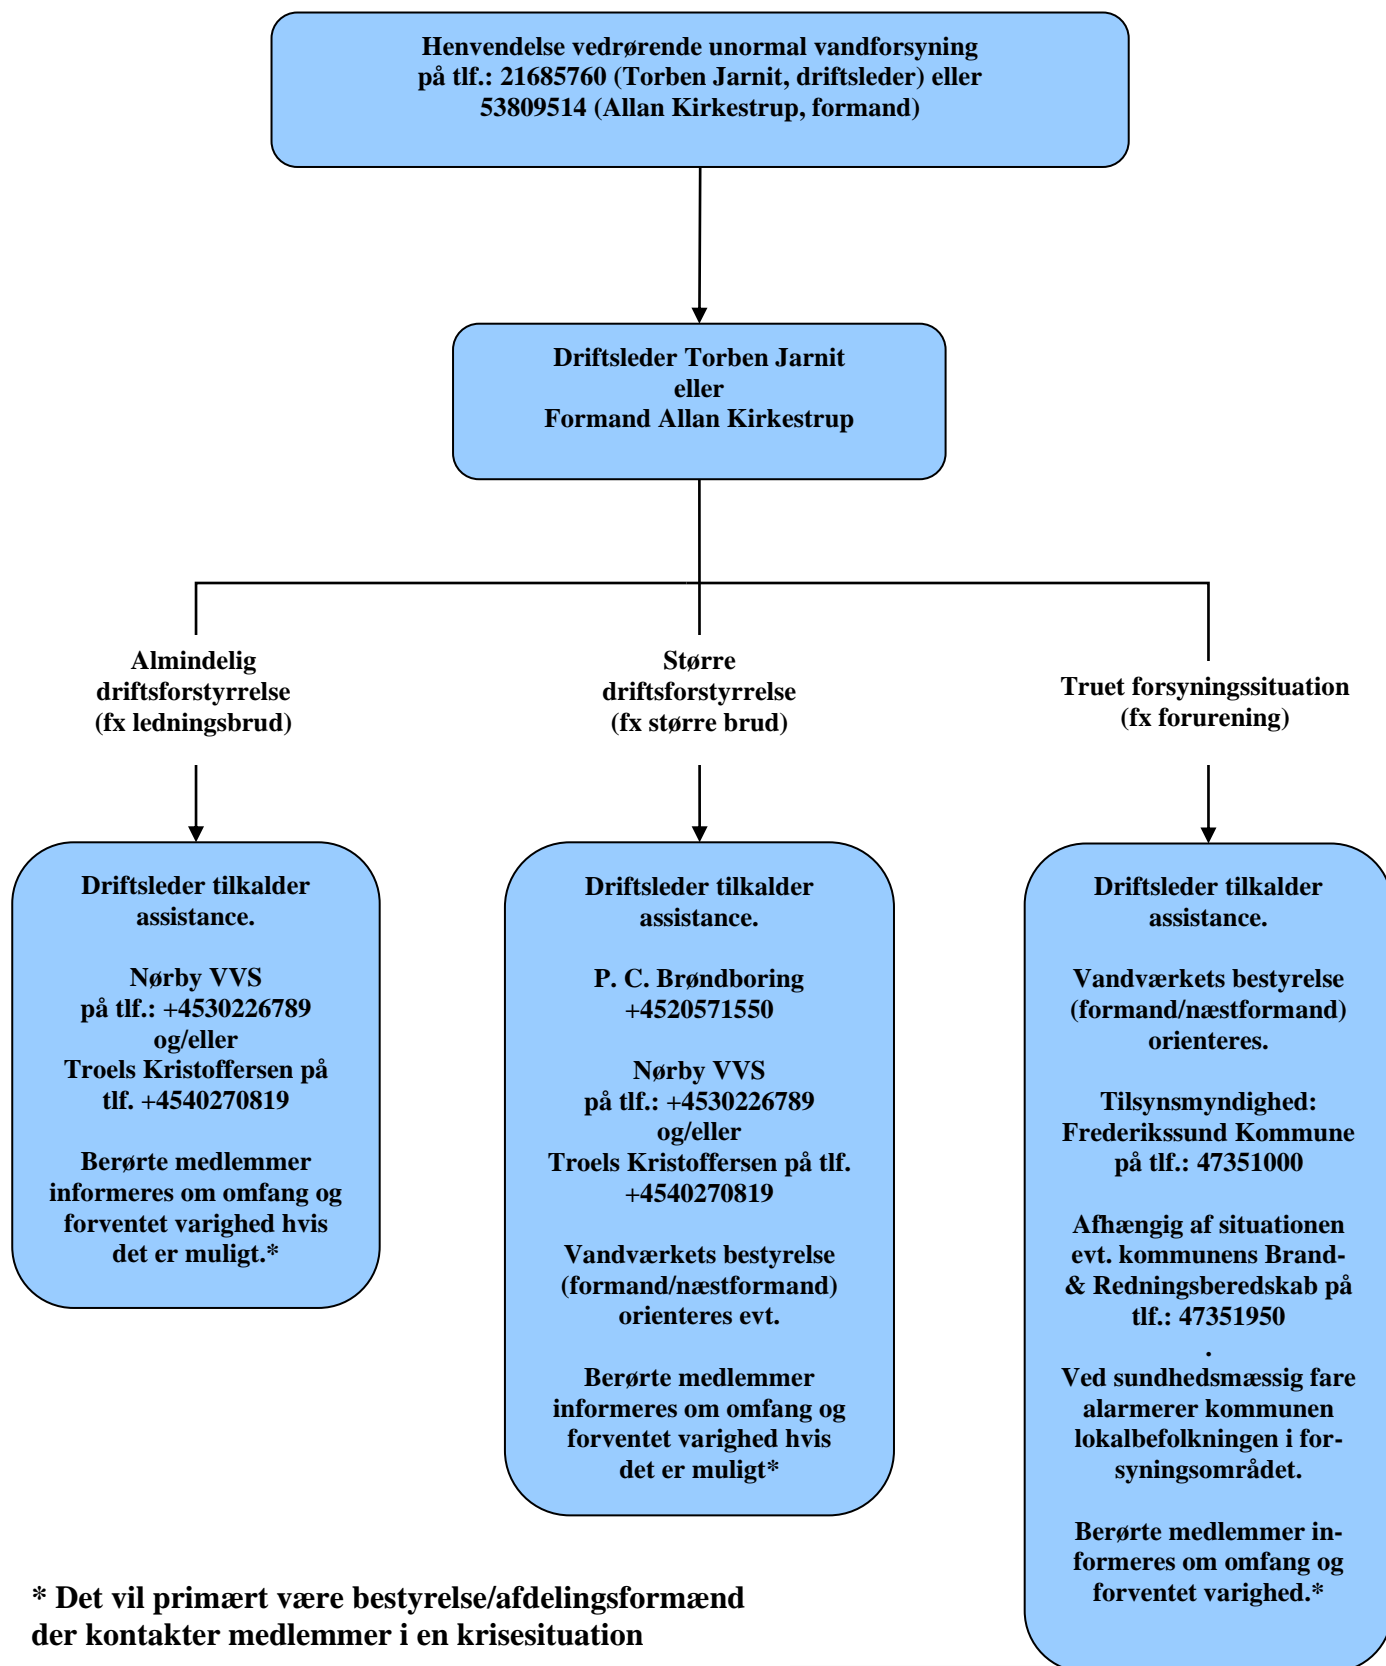 Henvendelse vedrørende unormal vandforsyning
på tlf.: 21685760 (Torben Jarnit, driftsleder) eller
53809514 (Allan Kirkestrup, formand)
Driftsleder Torben Jarnit
eller
Formand Allan Kirkestrup
Almindelig
driftsforstyrrelse
(fx ledningsbrud)
Større
driftsforstyrrelse
(fx større brud)
Truet forsyningssituation
(fx forurening)
Driftsleder tilkalder
assistance.
Nørby VVS
på tlf.: +4530226789
og/eller
Troels Kristoffersen på
tlf. +4540270819
Berørte medlemmer
informeres om omfang og
forventet varighed hvis
det er muligt.*
Driftsleder tilkalder
assistance.
P. C. Brøndboring
+4520571550
Nørby VVS
på tlf.: +4530226789
og/eller
Troels Kristoffersen på tlf.
+4540270819
Vandværkets bestyrelse
(formand/næstformand)
orienteres evt.
Berørte medlemmer
informeres om omfang og
forventet varighed hvis
det er muligt*
Driftsleder tilkalder
assistance.
Vandværkets bestyrelse
(formand/næstformand)
orienteres.
Tilsynsmyndighed:
Frederikssund Kommune
på tlf.: 47351000
Afhængig af situationen
evt. kommunens Brand-
& Redningsberedskab på
tlf.: 47351950
.
Ved sundhedsmæssig fare
alarmerer kommunen
lokalbefolkningen i for-
syningsområdet.
Berørte medlemmer in-
formeres om omfang og
forventet varighed.*
* Det vil primært være bestyrelse/afdelingsformænd
der kontakter medlemmer i en krisesituation